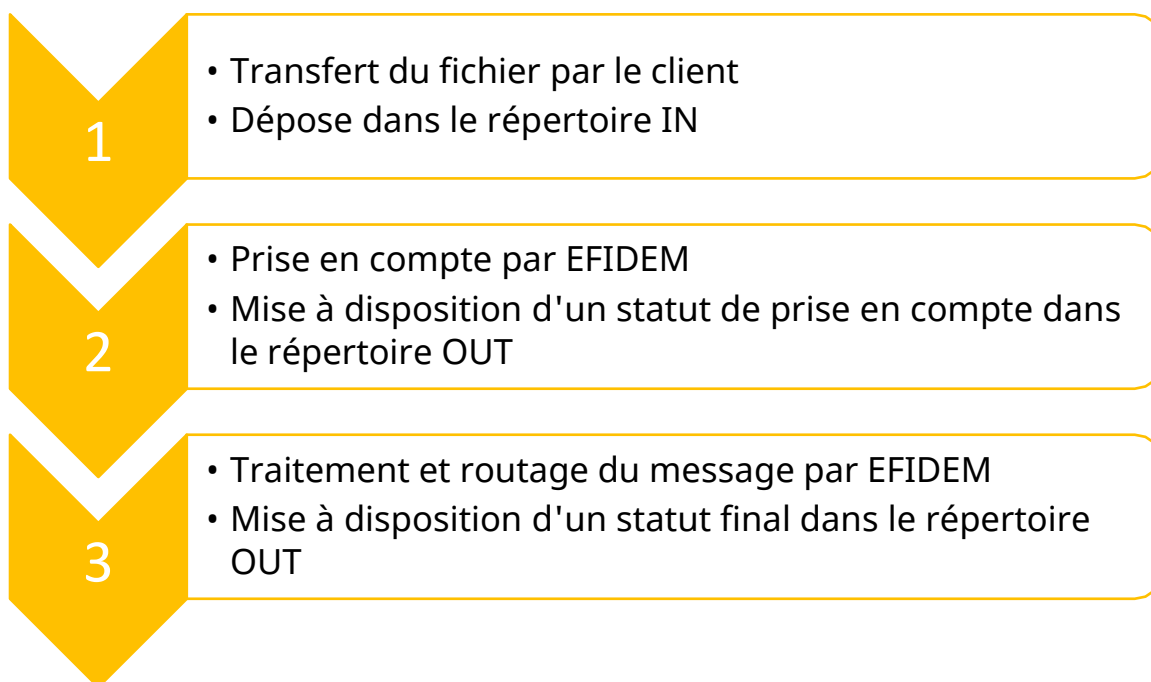 1
• Transfert du fichier par le client
• Dépose dans le répertoire IN
2
• Prise en compte par EFIDEM
• Mise à disposition d'un statut de prise en compte dans
le répertoire OUT
3
• Traitement et routage du message par EFIDEM
• Mise à disposition d'un statut final dans le répertoire
OUT